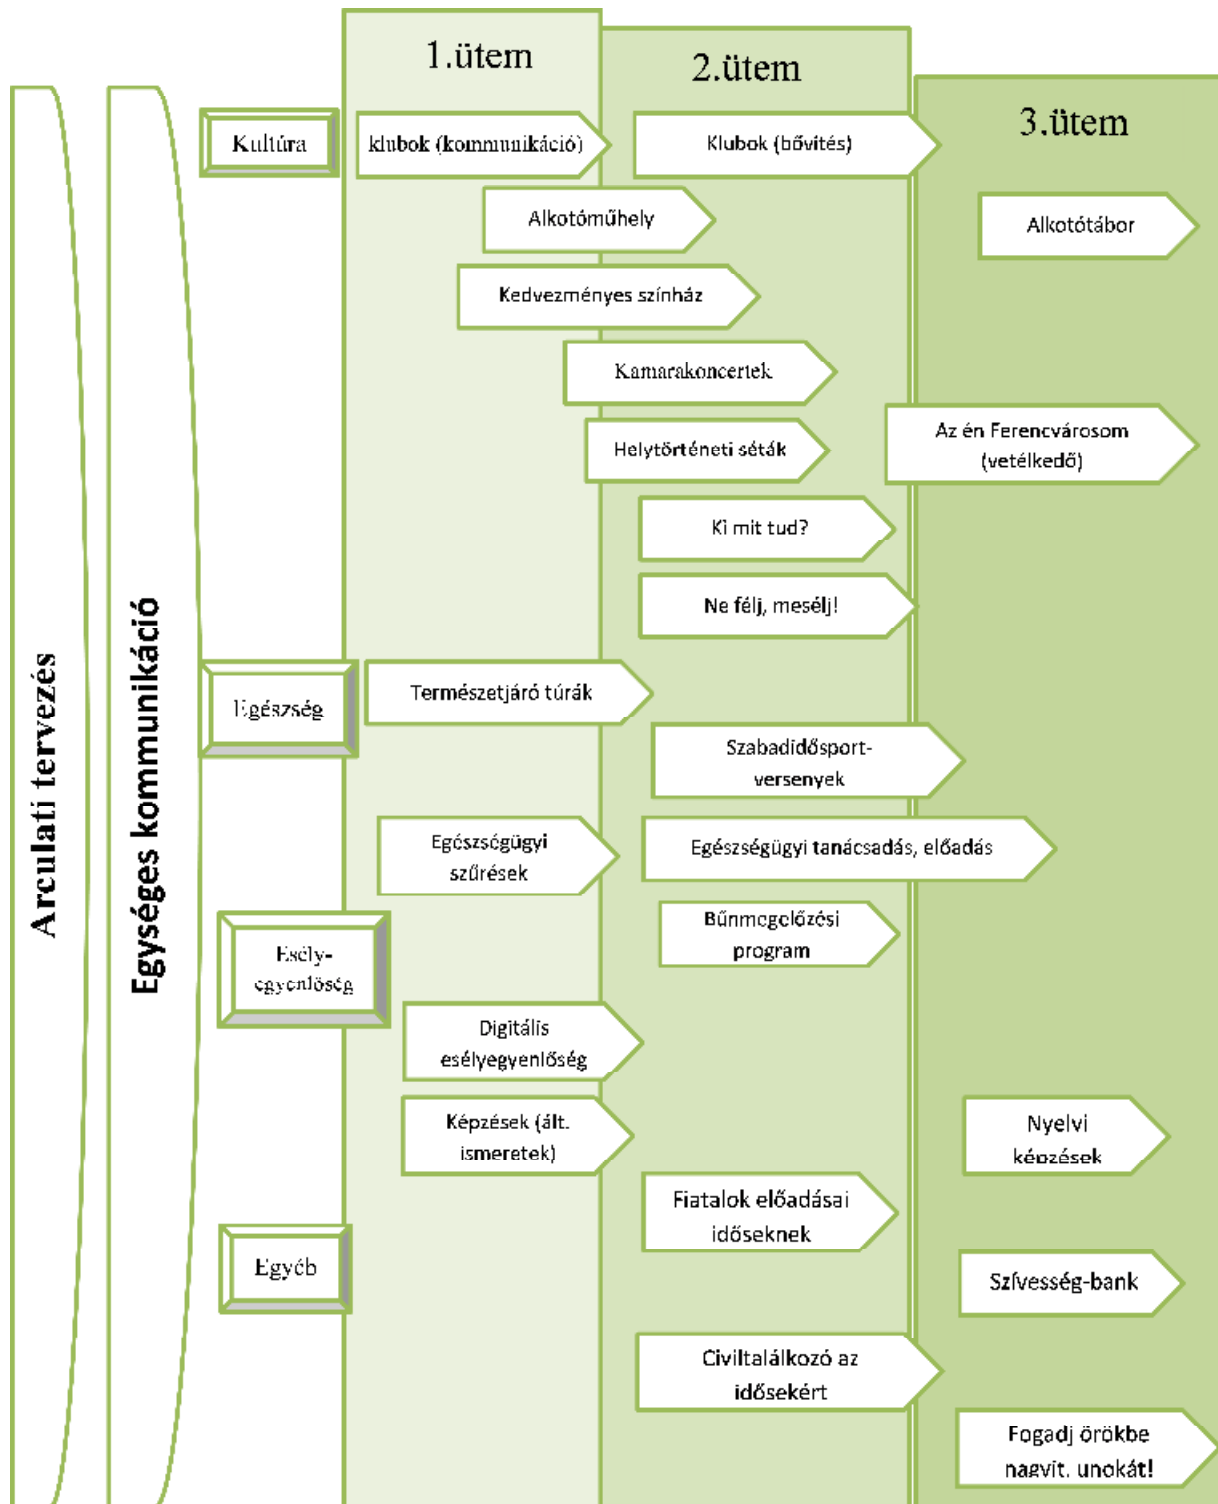 1.ütem
2.ütem
3.ütem
Arculati tervezés
Egységes kommunikáció
Kultúra
klubok (kommunikáció)
Klubok (bővítés)
Alkotóműhely
Alkotótábor
Kedvezményes színház
Kamarakoncertek
Helytörténeti séták
Az én Ferencvárosom
(vetélkedő)
Ki mit tud?
Ne félj, mesélj!
Egészség
Természetjáró túrák
Szabadidősport-
versenyek
Egészségügyi
szűrések
Egészségügyi tanácsadás, előadás
Bűnmegelőzési
program
Esély-
egyenlőség
Digitális
esélyegyenlőség
Képzések (ált.
ismeretek)
Nyelvi
képzések
Fiatalok előadásai
időseknek
Egyéb
Szívesség-bank
Civiltalálkozó az
idősekért
Fogadj örökbe
nagyit, unokát!